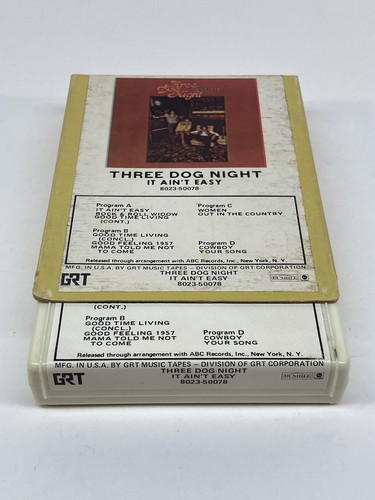 Three
Dog
Night
THREE DOG NIGHT
IT AIN'T EASY
8023-50078
Program A
IT AIN'T EASY
ROCK & ROLL WIDOW
GOOD TIME LIVING
(CONT.)
Program B
GOOD TIME LIVING
(CONCL.)
GOOD FEELING 1957
MAMA TOLD ME NOT
TO COME
Program C
WOMEN
OUT IN THE COUNTRY
Program D
COWBOY
YOUR SONG
Released through arrangement with ABC Records, Inc., New York, N. Y.
MFG. IN U.S.A. BY GRT MUSIC TAPES – DIVISION OF GRT CORPORATION
GRT
THREE DOG NIGHT
IT AIN'T EASY
8023-50078
DUNHILL
(CONT.)
Program B
GOOD TIME LIVING
(CONCL.)
GOOD FEELING 1957
MAMA TOLD ME NOT
TO COME
Program D
COWBOY
YOUR SONG
Released through arrangement with ABC Records, Inc., New York, N. Y.
MFG. IN U.S.A. BY GRT MUSIC TAPES – DIVISION OF GRT CORPORATION
GRT
THREE DOG NIGHT
IT AIN'T EASY
8023-50078
DUNHILL